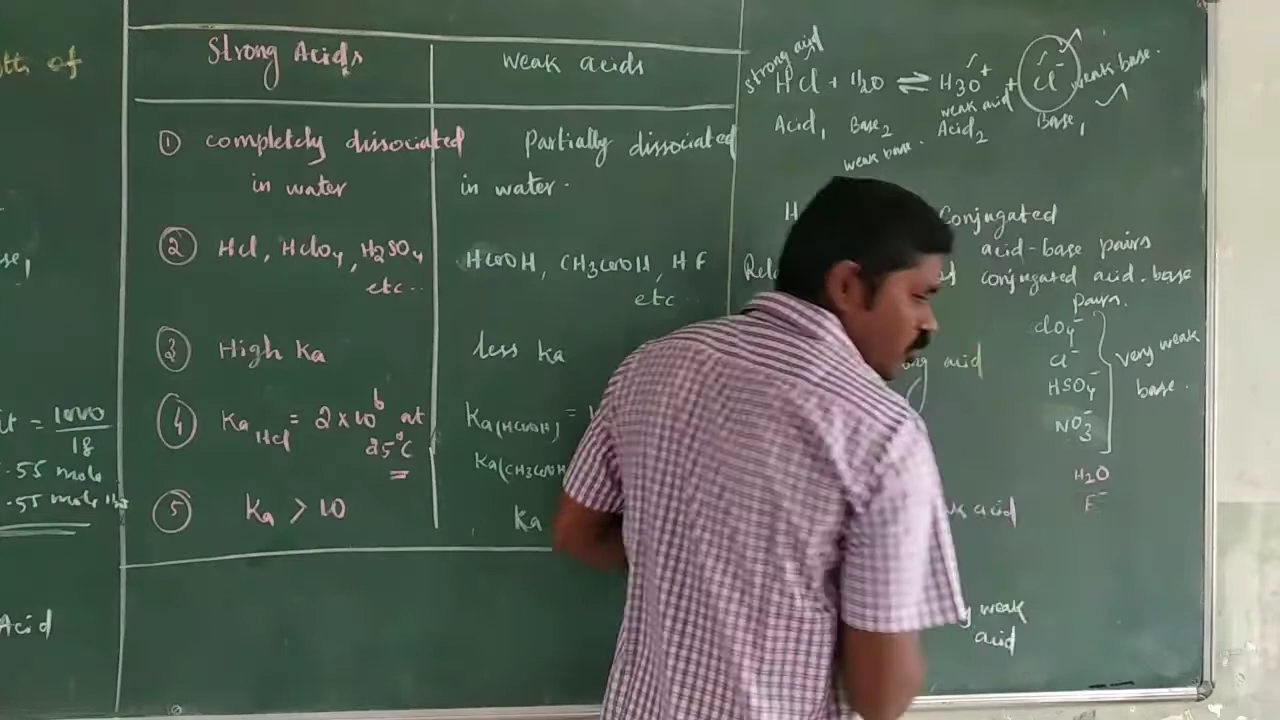 of
it = 1000/18
.55 mole
.55 mole
Acid
Strong Acids
weak acids
① completely dissociated in water
Partially dissociated in water.
② HCl, HClO4, H2SO4 etc..
HCOOH, CH3COOH, HF etc..
③ High Ka
less ka
④ Ka HCl = 2 x 10^6 at 25°C
Ka(HCOOH) =
Ka(CH3COOH
⑤ Ka > 10
Ka
strong acid
HCl + H2O ⇌ H3O+ + Cl- weak base.
weak acid
Acid1 Base2 Acid2 Base1
weak base.
H
Conjugated
acid-base pairs
Rel
conjugated acid-base
pairs.
ClO4-
Cl-
HSO4-
NO3-
very weak
base.
acid
H2O
F-
acid
weak
acid